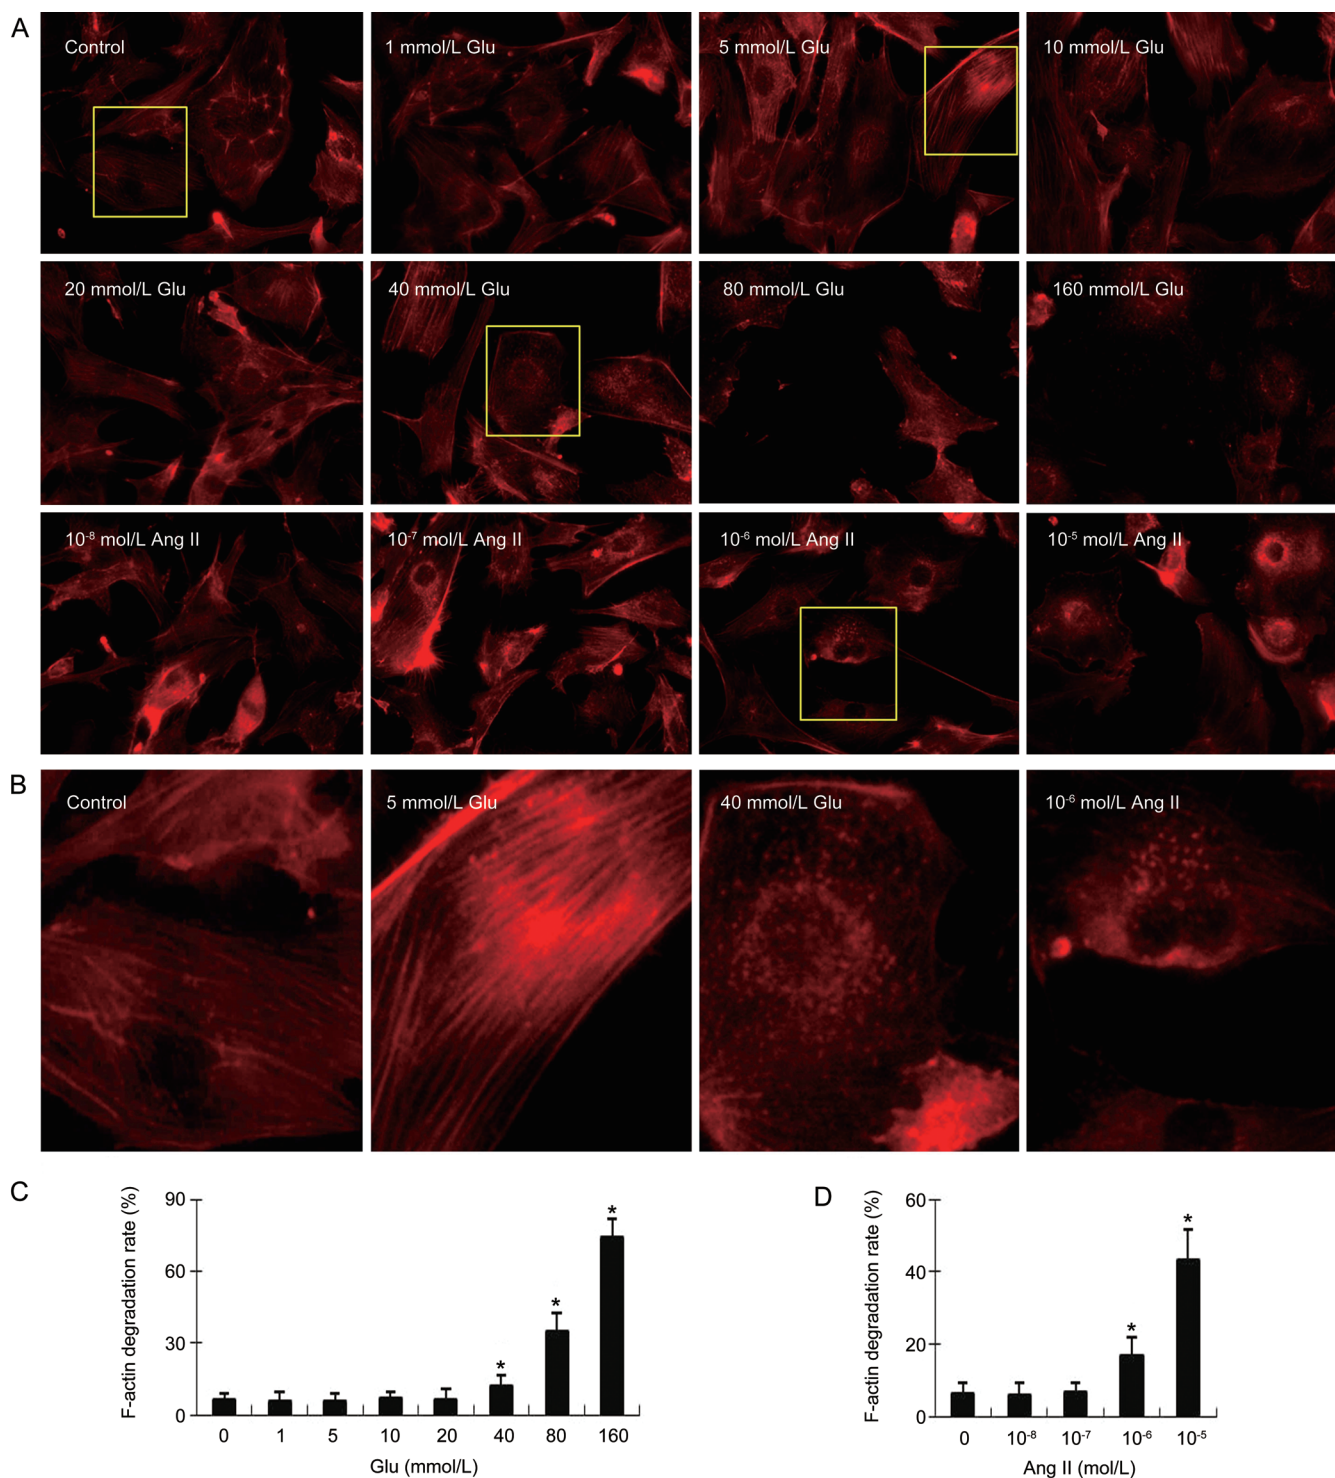 A
Control
1 mmol/L Glu
5 mmol/L Glu
10 mmol/L Glu
20 mmol/L Glu
40 mmol/L Glu
80 mmol/L Glu
160 mmol/L Glu
10⁻⁸ mol/L Ang II
10⁻⁷ mol/L Ang II
10⁻⁶ mol/L Ang II
10⁻⁵ mol/L Ang II
B
Control
5 mmol/L Glu
40 mmol/L Glu
10⁻⁶ mol/L Ang II
C
F-actin degradation rate (%)
90
60
30
0
* * *
0 1 5 10 20 40 80 160
Glu (mmol/L)
D
F-actin degradation rate (%)
60
40
20
0
* *
0 10⁻⁸ 10⁻⁷ 10⁻⁶ 10⁻⁵
Ang II (mol/L)